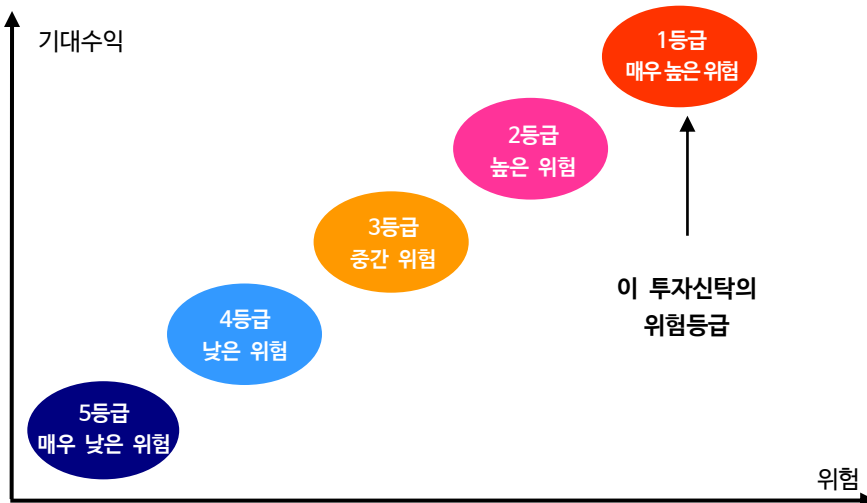 기대수익
1등급
매우 높은 위험
2등급
높은 위험
3등급
중간 위험
이 투자신탁의
위험등급
4등급
낮은 위험
5등급
매우 낮은 위험
위험